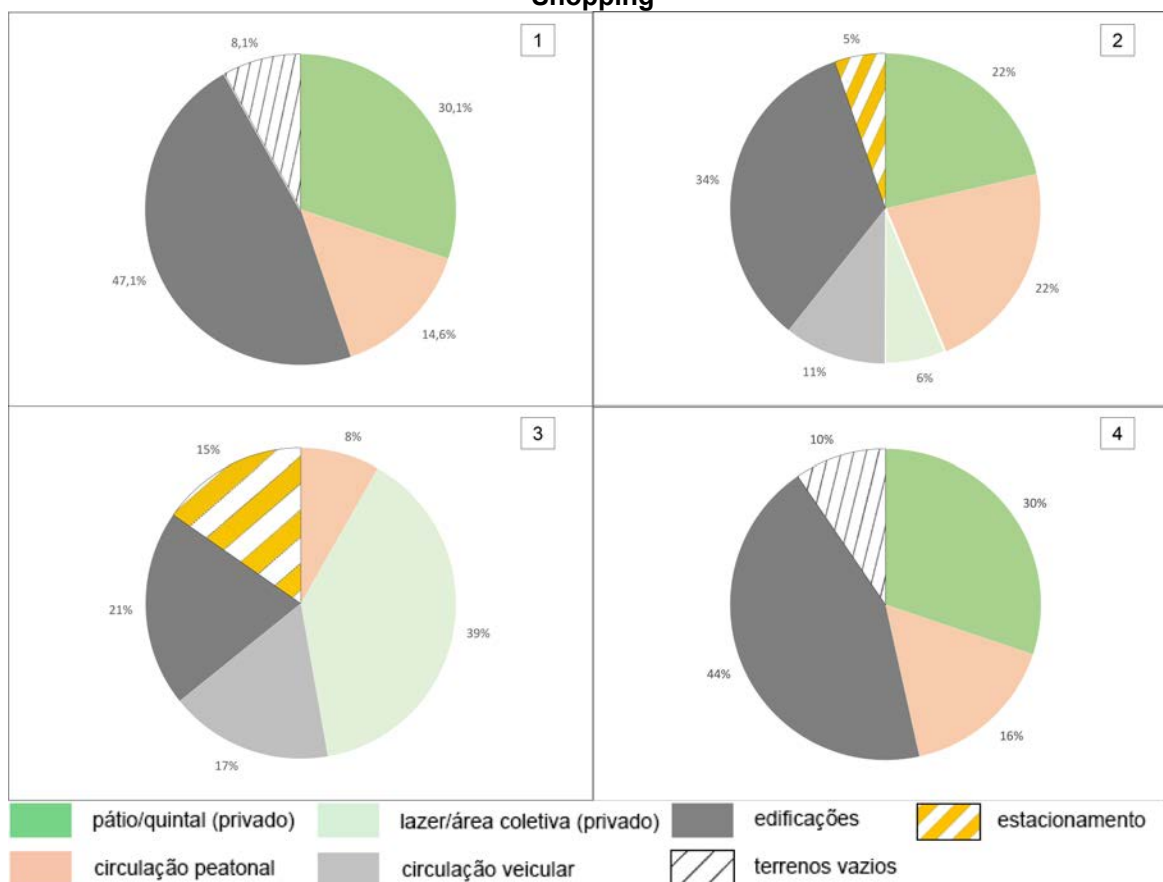 Shopping
1
8,1%
30,1%
47,1%
14,6%
2
5%
22%
34%
22%
11%
6%
3
15%
8%
21%
39%
17%
4
10%
30%
44%
16%
pátio/quintal (privado)
lazer/área coletiva (privado)
edificações
estacionamento
circulação peatonal
circulação veicular
terrenos vazios